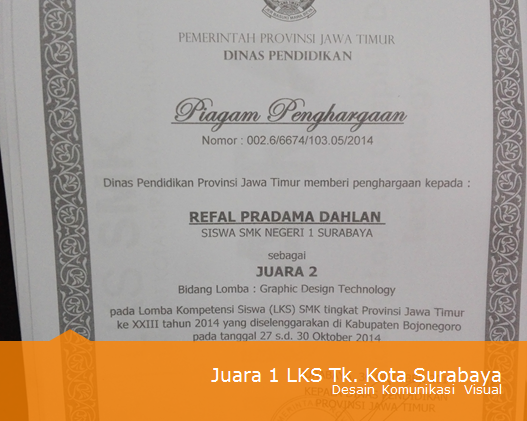 PEMERINTAH PROVINSI JAWA TIMUR
DINAS PENDIDIKAN
Piagam Penghargaan
Nomor : 002.6/6674/103.05/2014
Dinas Pendidikan Provinsi Jawa Timur memberi penghargaan kepada :
REFAL PRADAMA DAHLAN
SISWA SMK NEGERI 1 SURABAYA
sebagai
JUARA 2
Bidang Lomba : Graphic Design Technology
pada Lomba Kompetensi Siswa (LKS) SMK tingkat Provinsi Jawa Timur
ke XXIII tahun 2014 yang diselenggarakan di Kabupaten Bojonegoro
pada tanggal 27 s.d. 30 Oktober 2014
Juara 1 LKS Tk. Kota Surabaya
Desain Komunikasi Visual
PROVINSI JAWA TIMUR